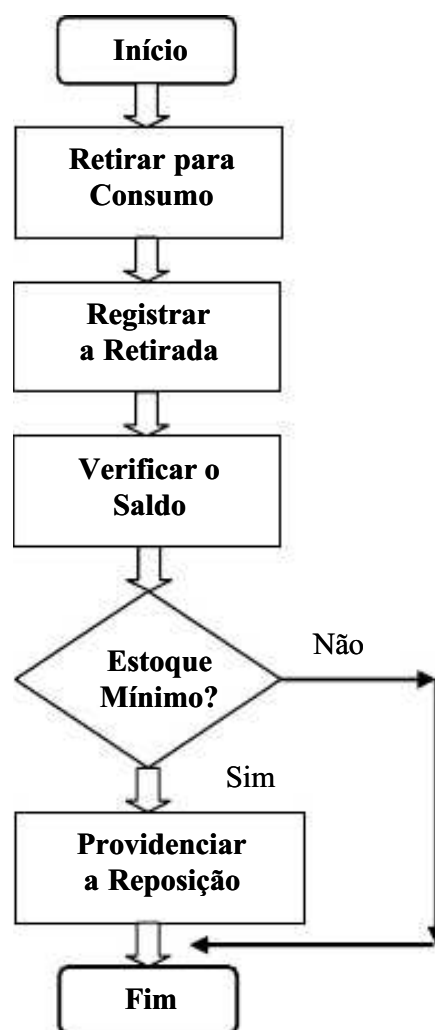 Início
Retirar para
Consumo
Registrar
a Retirada
Verificar o
Saldo
Não
Estoque
Mínimo?
Sim
Providenciar
a Reposição
Fim